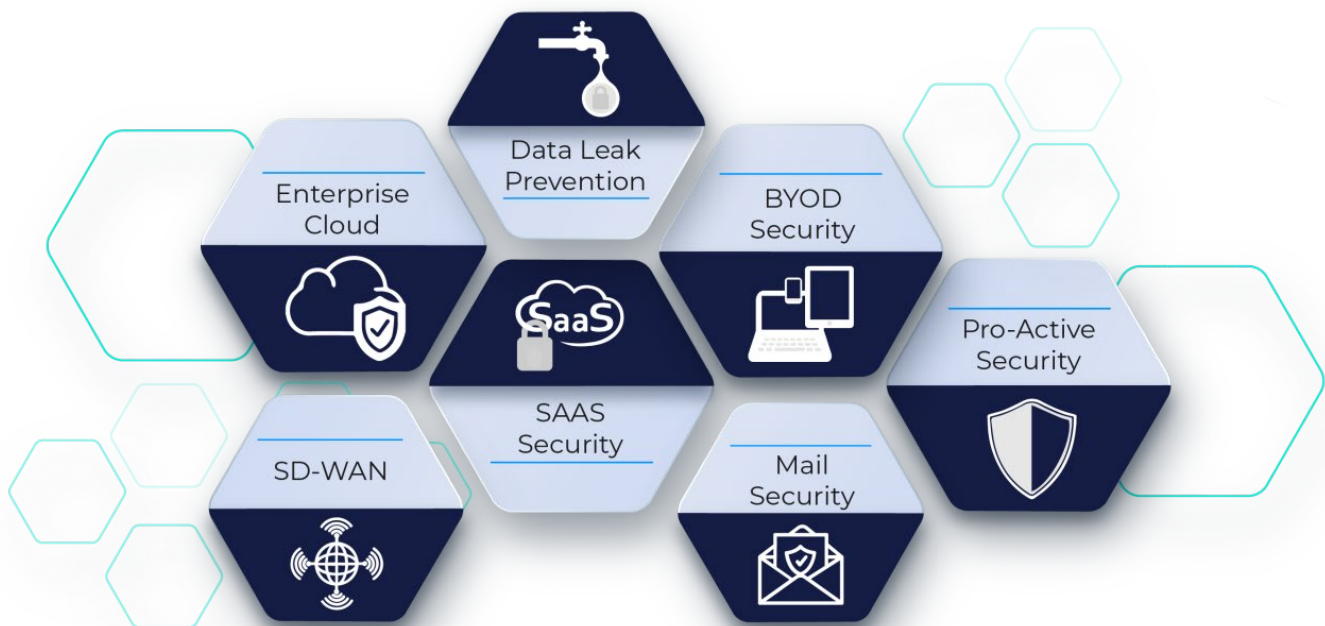 Data Leak
Prevention
Enterprise
Cloud
BYOD
Security
SaaS
SAAS
Security
Pro-Active
Security
SD-WAN
Mail
Security